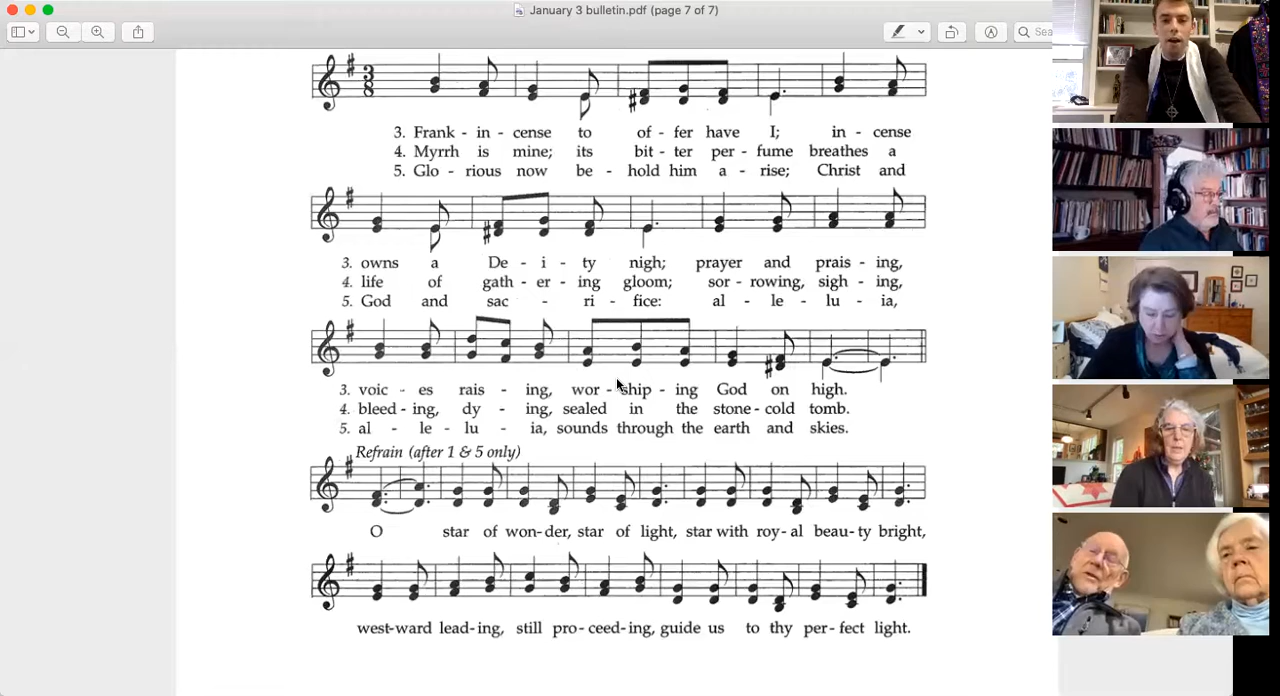 January 3 bulletin.pdf (page 7 of 7)
Sea
3. Frank - in - cense to of - fer have I; in - cense
4. Myrrh is mine; its bit - ter per - fume breathes a
5. Glo - rious now be - hold him a - rise; Christ and
3. owns a De - i - ty nigh; prayer and prais - ing,
4. life of gath - er - ing gloom; sor - rowing, sigh - ing,
5. God and sac - ri - fice: al - le - lu - ia,
3. voic - es rais - ing, wor - ship - ing God on high.
4. bleed - ing, dy - ing, sealed in the stone - cold tomb.
5. al - le - lu - ia, sounds through the earth and skies.
Refrain (after 1 & 5 only)
O star of won - der, star of light, star with roy - al beau - ty bright,
west - ward lead - ing, still pro - ceed - ing, guide us to thy per - fect light.